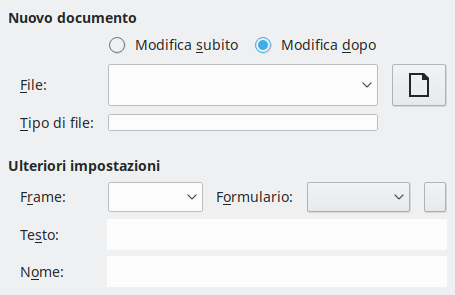 Nuovo documento
Modifica subito Modifica dopo
File:
Tipo di file:
Ulteriori impostazioni
Frame: Formulario:
Testo:
Nome: